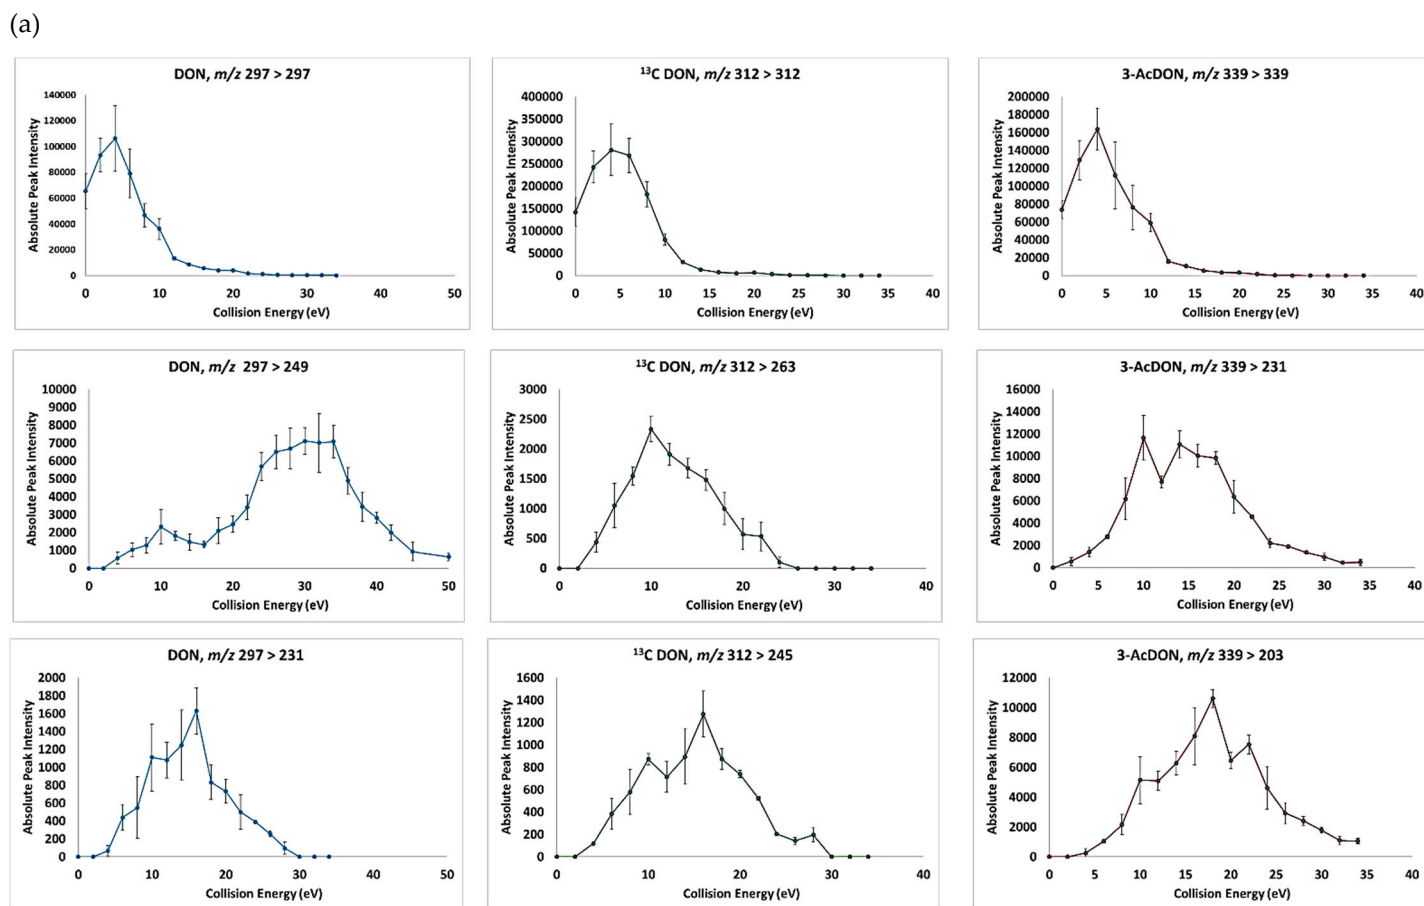 (a)
DON, m/z 297 > 297
Absolute Peak Intensity
140000
120000
100000
80000
60000
40000
20000
0
0 10 20 30 40 50
Collision Energy (eV)
¹³C DON, m/z 312 > 312
Absolute Peak Intensity
400000
350000
300000
250000
200000
150000
100000
50000
0
0 5 10 15 20 25 30 35 40
Collision Energy (eV)
3-AcDON, m/z 339 > 339
Absolute Peak Intensity
200000
180000
160000
140000
120000
100000
80000
60000
40000
20000
0
0 5 10 15 20 25 30 35 40
Collision Energy (eV)
DON, m/z 297 > 249
Absolute Peak Intensity
10000
9000
8000
7000
6000
5000
4000
3000
2000
1000
0
0 10 20 30 40 50
Collision Energy (eV)
¹³C DON, m/z 312 > 263
Absolute Peak Intensity
3000
2500
2000
1500
1000
500
0
0 10 20 30 40
Collision Energy (eV)
3-AcDON, m/z 339 > 231
Absolute Peak Intensity
16000
14000
12000
10000
8000
6000
4000
2000
0
0 5 10 15 20 25 30 35 40
Collision Energy (eV)
DON, m/z 297 > 231
Absolute Peak Intensity
2000
1800
1600
1400
1200
1000
800
600
400
200
0
0 10 20 30 40 50
Collision Energy (eV)
¹³C DON, m/z 312 > 245
Absolute Peak Intensity
1600
1400
1200
1000
800
600
400
200
0
0 10 20 30 40
Collision Energy (eV)
3-AcDON, m/z 339 > 203
Absolute Peak Intensity
12000
10000
8000
6000
4000
2000
0
0 5 10 15 20 25 30 35 40
Collision Energy (eV)